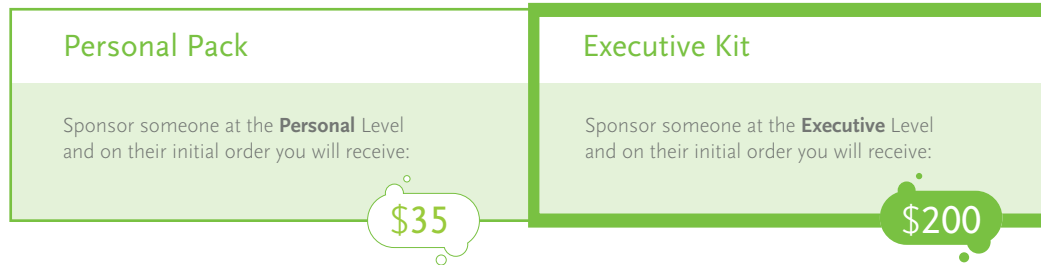 Personal Pack
Sponsor someone at the Personal Level
and on their initial order you will receive:
$35
Executive Kit
Sponsor someone at the Executive Level
and on their initial order you will receive:
$200